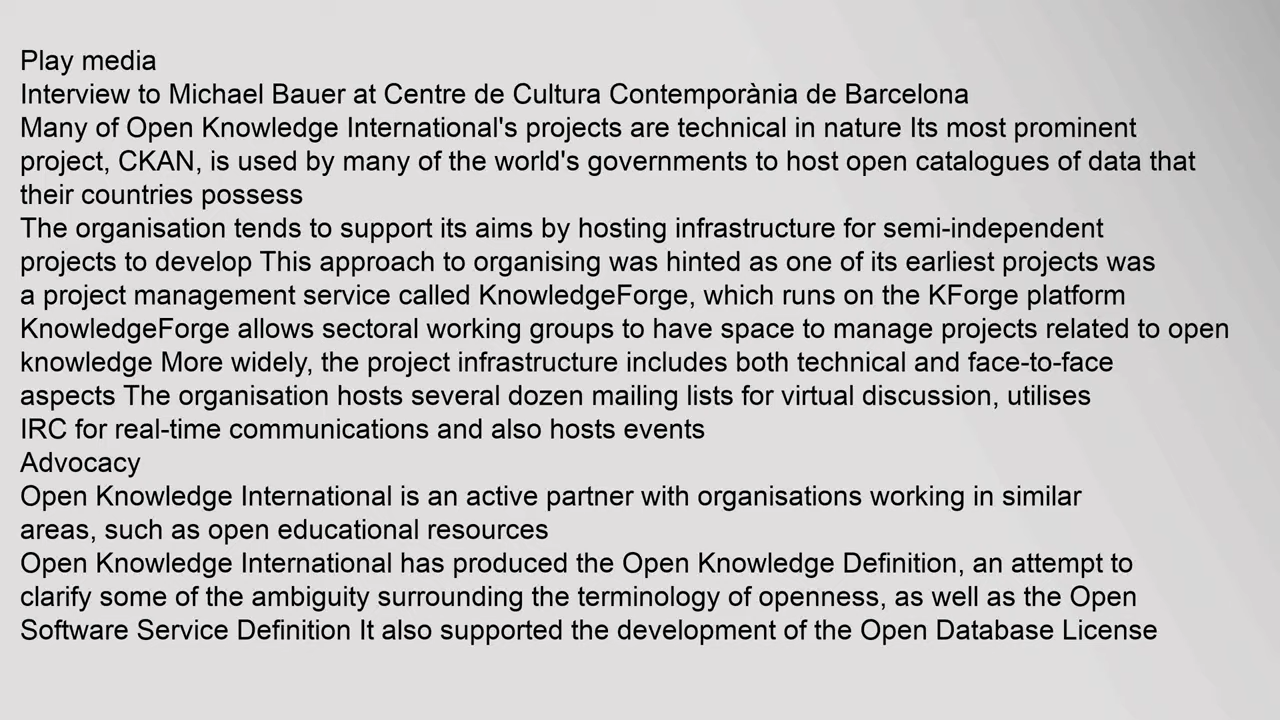 Play media
Interview to Michael Bauer at Centre de Cultura Contemporània de Barcelona
Many of Open Knowledge International's projects are technical in nature Its most prominent
project, CKAN, is used by many of the world's governments to host open catalogues of data that
their countries possess
The organisation tends to support its aims by hosting infrastructure for semi-independent
projects to develop This approach to organising was hinted as one of its earliest projects was
a project management service called KnowledgeForge, which runs on the KForge platform
KnowledgeForge allows sectoral working groups to have space to manage projects related to open
knowledge More widely, the project infrastructure includes both technical and face-to-face
aspects The organisation hosts several dozen mailing lists for virtual discussion, utilises
IRC for real-time communications and also hosts events
Advocacy
Open Knowledge International is an active partner with organisations working in similar
areas, such as open educational resources
Open Knowledge International has produced the Open Knowledge Definition, an attempt to
clarify some of the ambiguity surrounding the terminology of openness, as well as the Open
Software Service Definition It also supported the development of the Open Database License